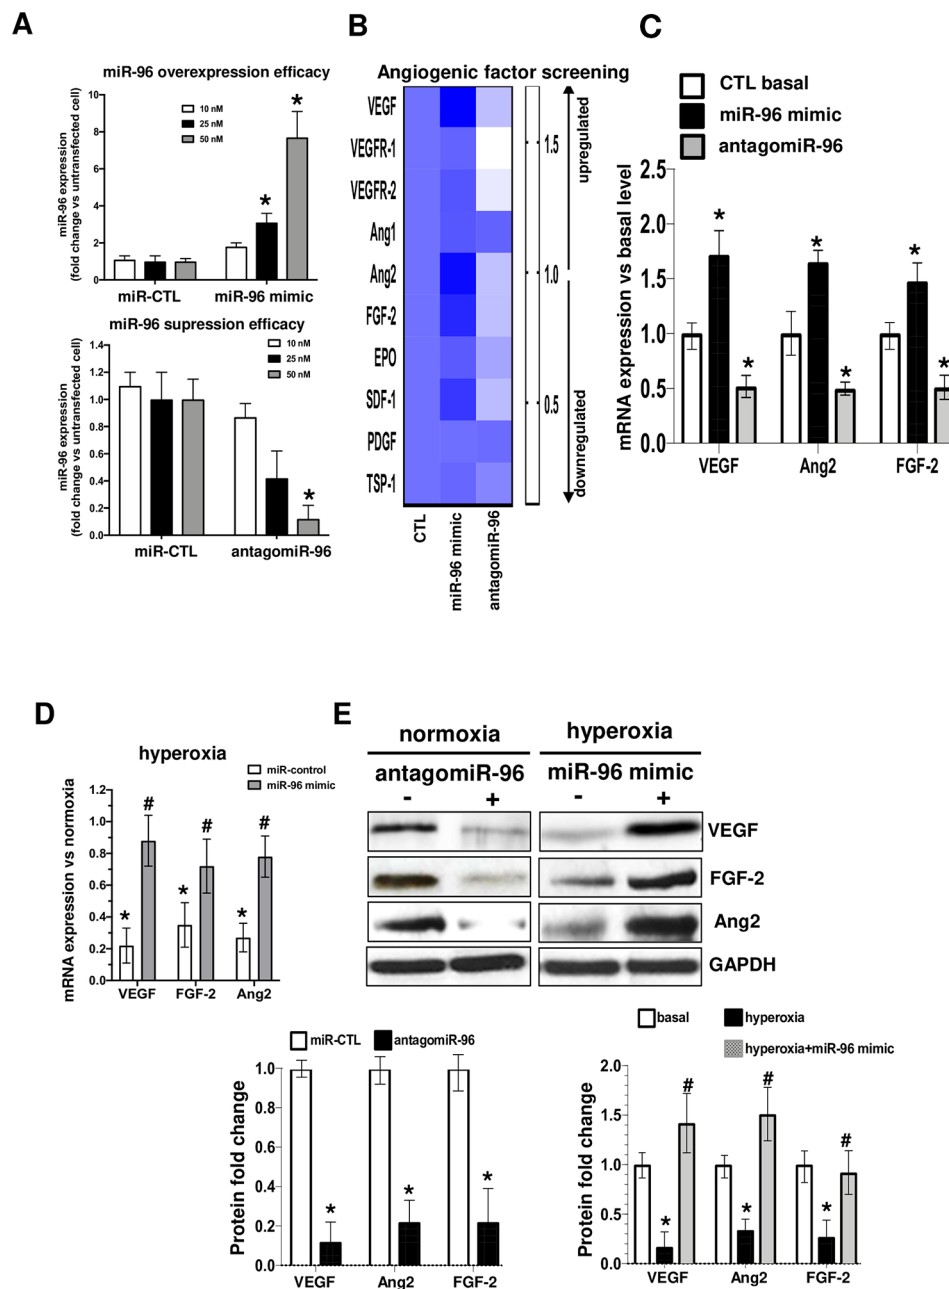 A
miR-96 overexpression efficacy
miR-96 expression
(fold change vs untransfected cell)
10
8
6
4
2
0
10 nM
25 nM
50 nM
*
*
miR-CTL
miR-96 mimic
miR-96 supression efficacy
miR-96 expression
(fold change vs untransfected cell)
1.4
1.2
1.0
0.8
0.6
0.4
0.2
0.0
10 nM
25 nM
50 nM
*
miR-CTL
antagomiR-96
B
Angiogenic factor screening
VEGF
VEGFR-1
VEGFR-2
Ang1
Ang2
FGF-2
EPO
SDF-1
PDGF
TSP-1
CTL
miR-96 mimic
antagomiR-96
1.5
1.0
0.5
upregulated
downregulated
C
CTL basal
miR-96 mimic
antagomiR-96
mRNA expression vs basal level
2.5
2.0
1.5
1.0
0.5
0.0
*
*
*
*
*
*
VEGF
Ang2
FGF-2
D
hyperoxia
miR-control
miR-96 mimic
mRNA expression vs normoxia
1.2
1.0
0.8
0.6
0.4
0.2
0.0
*
#
*
#
*
#
VEGF
FGF-2
Ang2
E
normoxia
hyperoxia
antagomiR-96
miR-96 mimic
- +
- +
VEGF
FGF-2
Ang2
GAPDH
miR-CTL
antagomiR-96
Protein fold change
1.0
0.8
0.6
0.4
0.2
0.0
*
*
*
VEGF
Ang2
FGF-2
basal
hyperoxia
hyperoxia+miR-96 mimic
Protein fold change
2.0
1.5
1.0
0.5
0.0
*
#
*
#
*
#
VEGF
Ang2
FGF-2